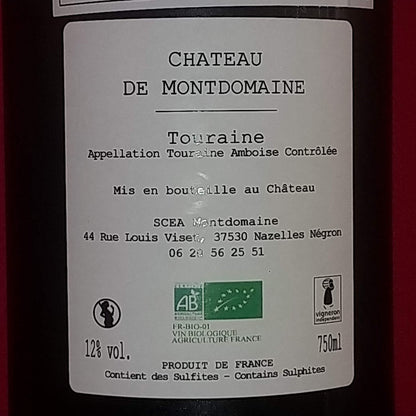 CHATEAU
DE MONTDOMAINE
Touraine
Appellation Touraine Amboise Contrôlée
Mis en bouteille au Château
SCEA Montdomaine
44 Rue Louis Viset, 37530 Nazelles Négron
06 20 56 25 51
AB
FR-BIO-01
VIN BIOLOGIQUE
AGRICULTURE FRANCE
vigneron
indépendant
12% vol.
750ml
PRODUIT DE FRANCE
Contient des Sulfites - Contains Sulphites